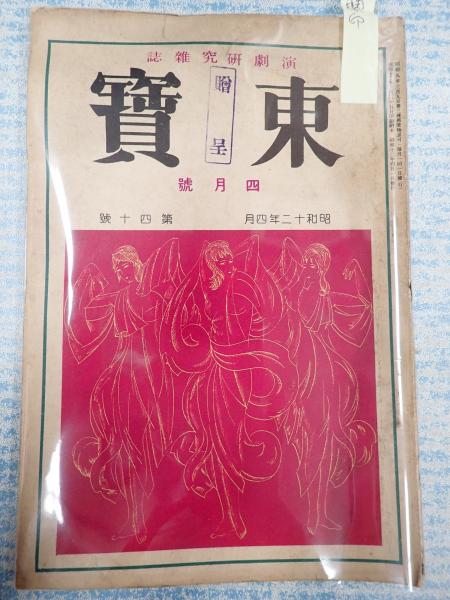 演劇研究雜誌
東寶
贈呈
四月號
昭和十二年四月　第四十號